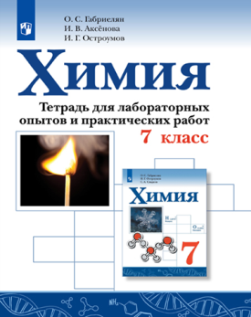 О. С. Габриелян
И. В. Аксёнова
И. Г. Остроумов
Химия
Тетрадь для лабораторных
опытов и практических работ
7 класс
Химия
7